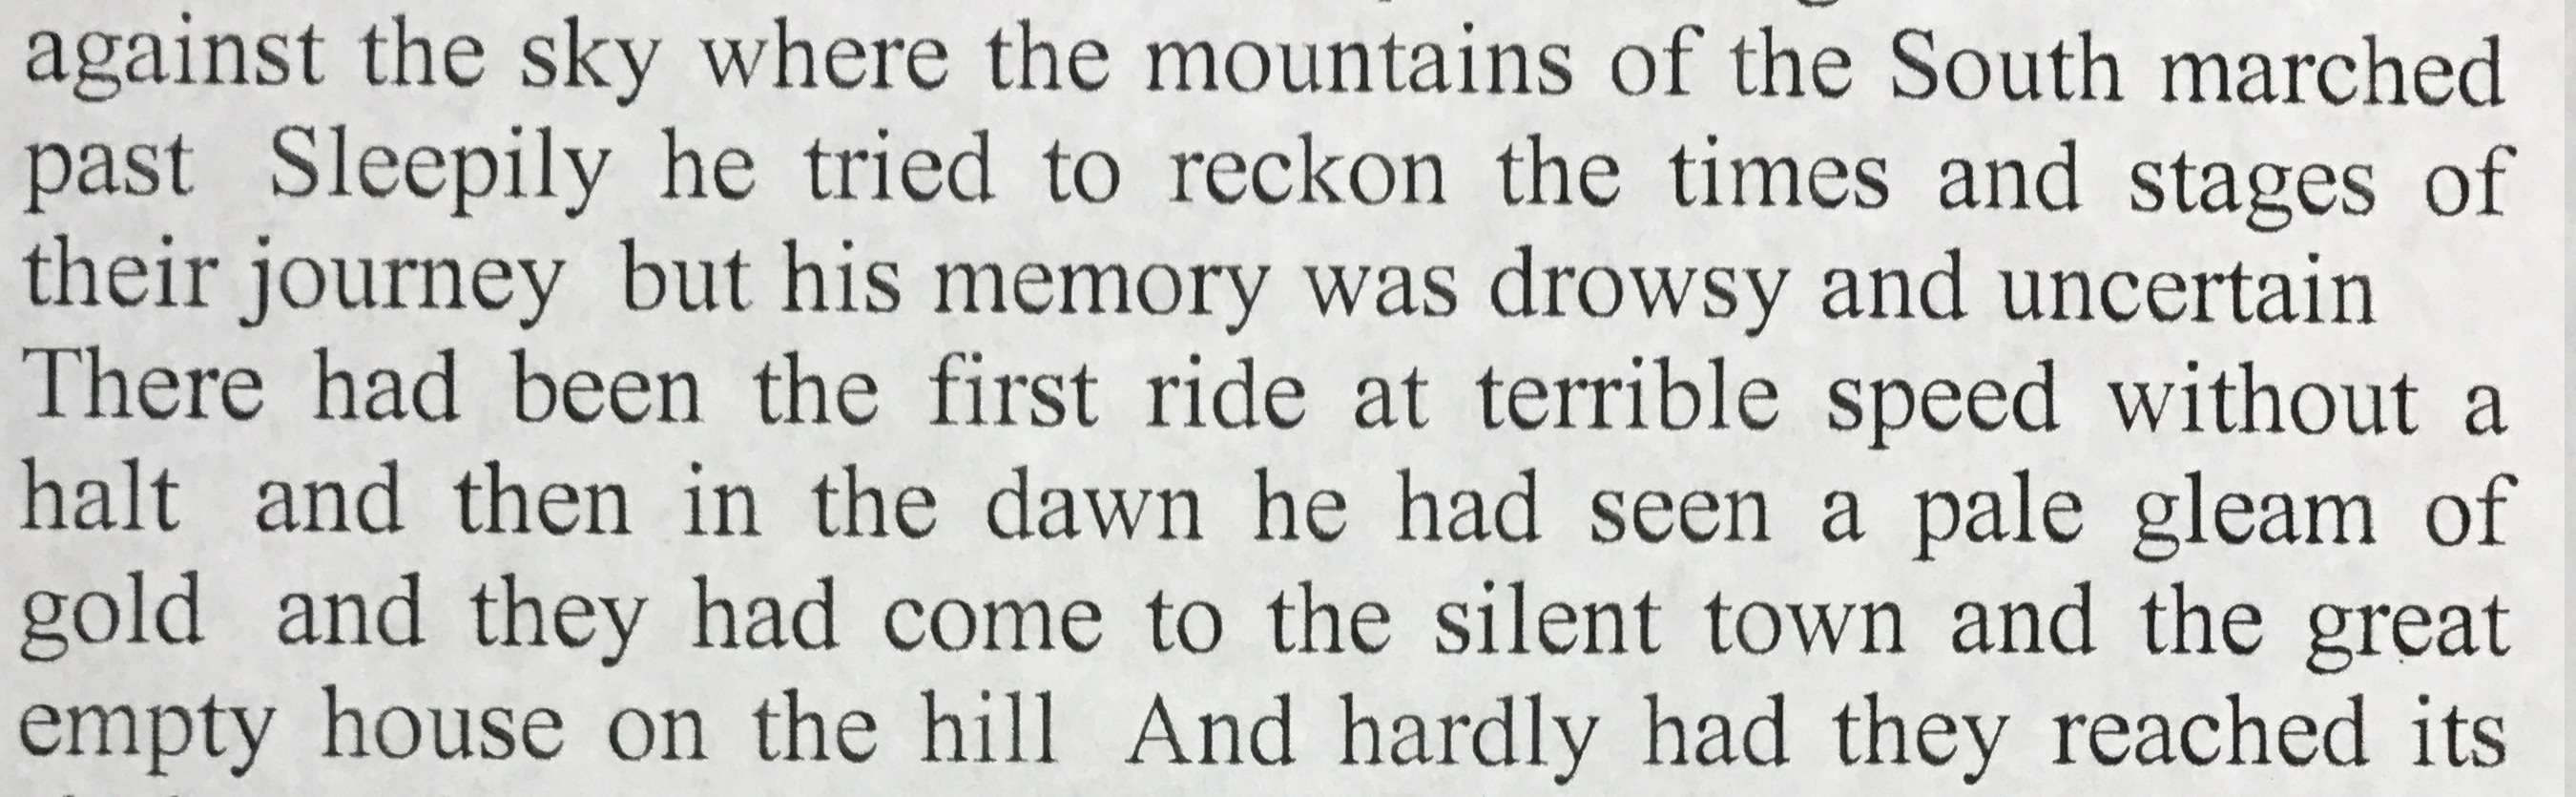 against the sky where the mountains of the South marched
past Sleepily he tried to reckon the times and stages of
their journey but his memory was drowsy and uncertain
There had been the first ride at terrible speed without a
halt and then in the dawn he had seen a pale gleam of
gold and they had come to the silent town and the great
empty house on the hill And hardly had they reached its